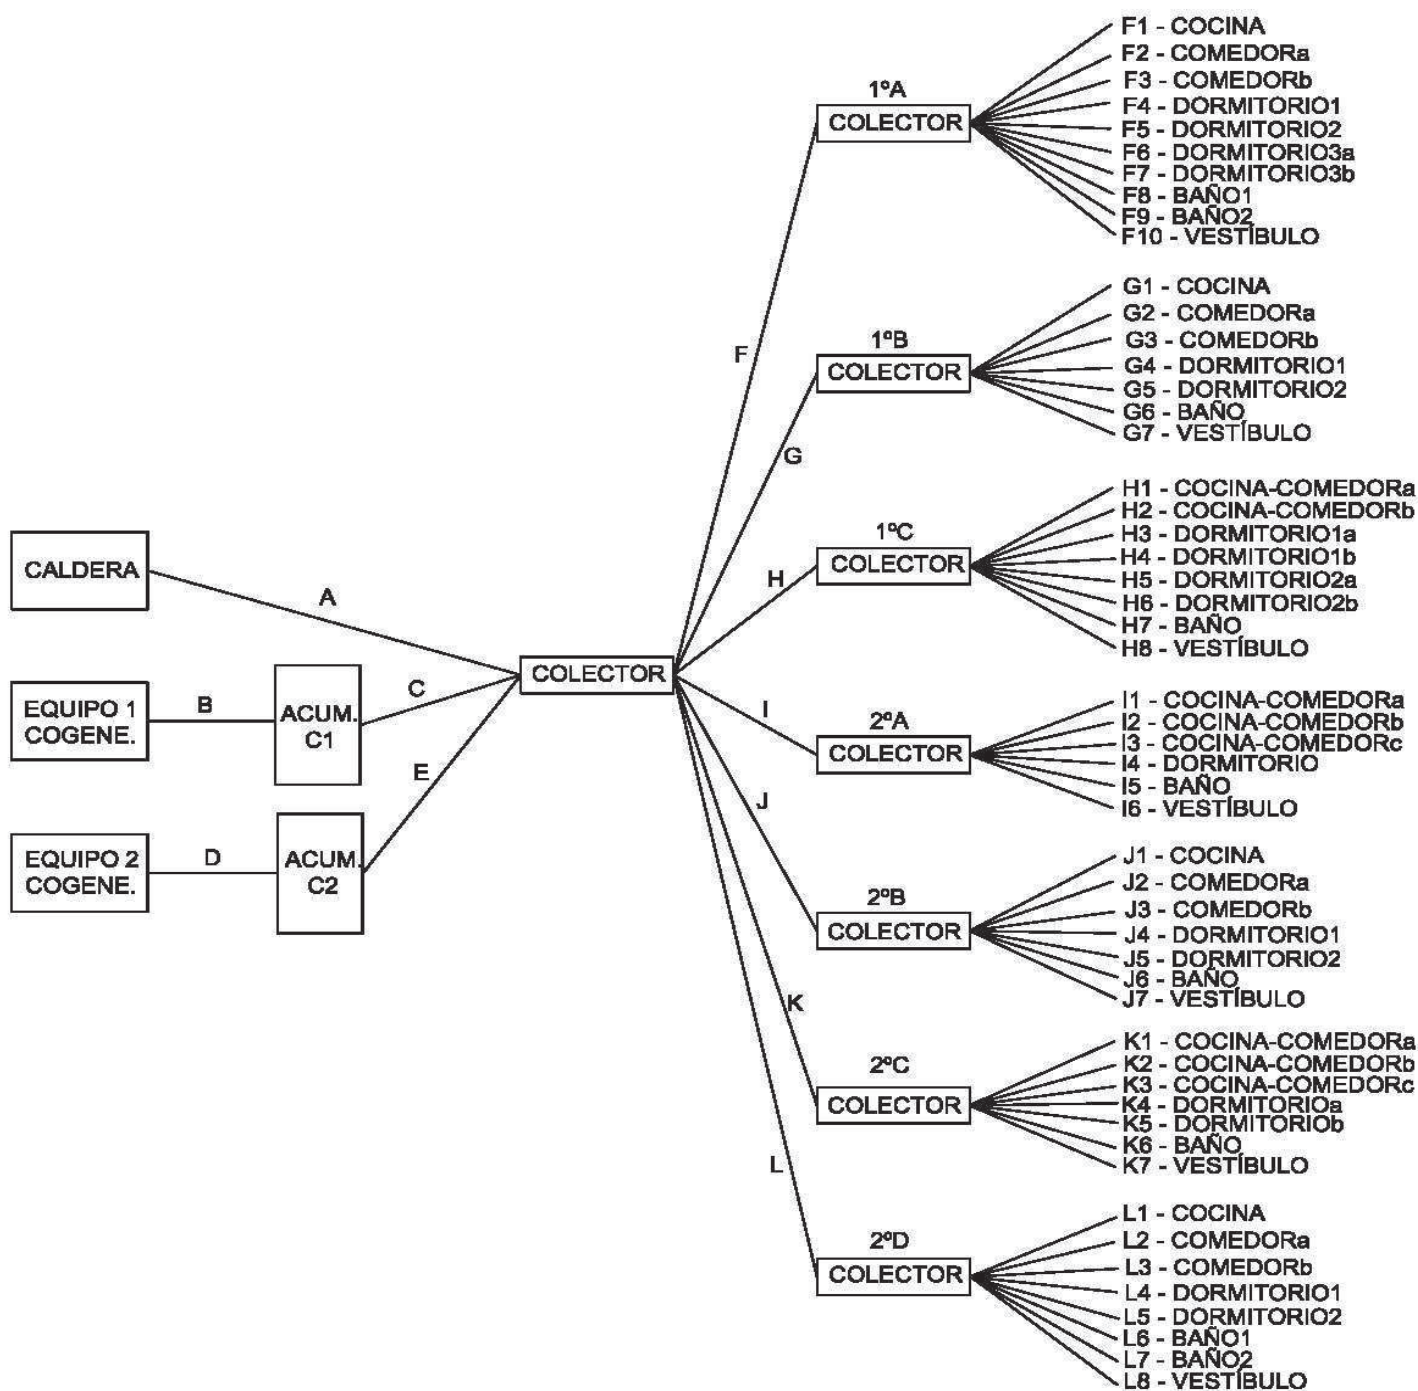 CALDERA
A
EQUIPO 1
COGENE.
B
ACUM.
C1
C
EQUIPO 2
COGENE.
D
ACUM.
C2
E
COLECTOR
F
1ºA
COLECTOR
F1 - COCINA
F2 - COMEDORa
F3 - COMEDORb
F4 - DORMITORIO1
F5 - DORMITORIO2
F6 - DORMITORIO3a
F7 - DORMITORIO3b
F8 - BAÑO1
F9 - BAÑO2
F10 - VESTÍBULO
G
1ºB
COLECTOR
G1 - COCINA
G2 - COMEDORa
G3 - COMEDORb
G4 - DORMITORIO1
G5 - DORMITORIO2
G6 - BAÑO
G7 - VESTÍBULO
H
1ºC
COLECTOR
H1 - COCINA-COMEDORa
H2 - COCINA-COMEDORb
H3 - DORMITORIO1a
H4 - DORMITORIO1b
H5 - DORMITORIO2a
H6 - DORMITORIO2b
H7 - BAÑO
H8 - VESTÍBULO
I
2ºA
COLECTOR
I1 - COCINA-COMEDORa
I2 - COCINA-COMEDORb
I3 - COCINA-COMEDORc
I4 - DORMITORIO
I5 - BAÑO
I6 - VESTÍBULO
J
2ºB
COLECTOR
J1 - COCINA
J2 - COMEDORa
J3 - COMEDORb
J4 - DORMITORIO1
J5 - DORMITORIO2
J6 - BAÑO
J7 - VESTÍBULO
K
2ºC
COLECTOR
K1 - COCINA-COMEDORa
K2 - COCINA-COMEDORb
K3 - COCINA-COMEDORc
K4 - DORMITORIOa
K5 - DORMITORIOb
K6 - BAÑO
K7 - VESTÍBULO
L
2ºD
COLECTOR
L1 - COCINA
L2 - COMEDORa
L3 - COMEDORb
L4 - DORMITORIO1
L5 - DORMITORIO2
L6 - BAÑO1
L7 - BAÑO2
L8 - VESTÍBULO